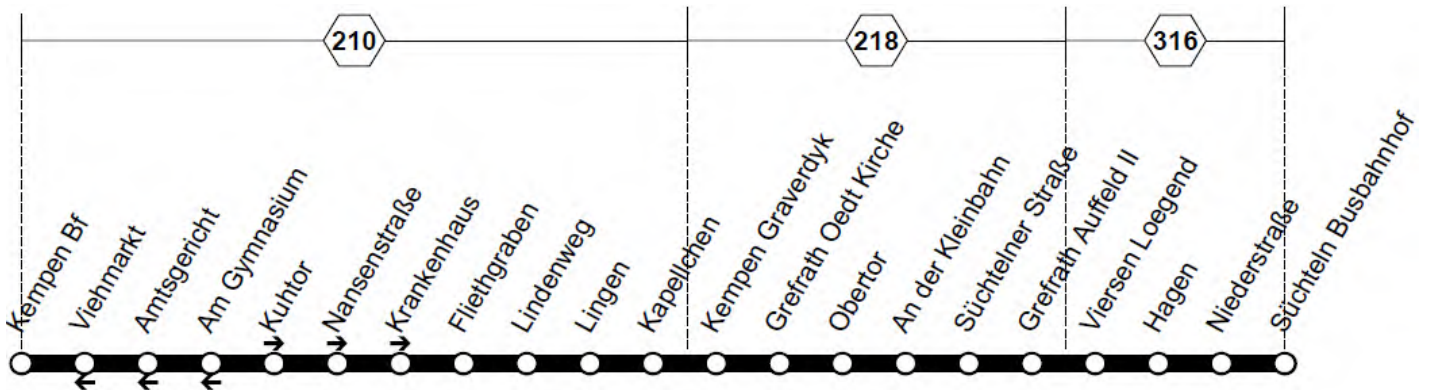 210
218
316
Kempen Bf
Viehmarkt
Amtsgericht
Am Gymnasium
Kuhtor
Nansenstraße
Krankenhaus
Fliethgraben
Lindenweg
Lingen
Kapellchen
Kempen Graverdyk
Grefrath Oedt Kirche
Obertor
An der Kleinbahn
Süchtelner Straße
Grefrath Auffeld II
Viersen Loegend
Hagen
Niederstraße
Süchteln Busbahnhof